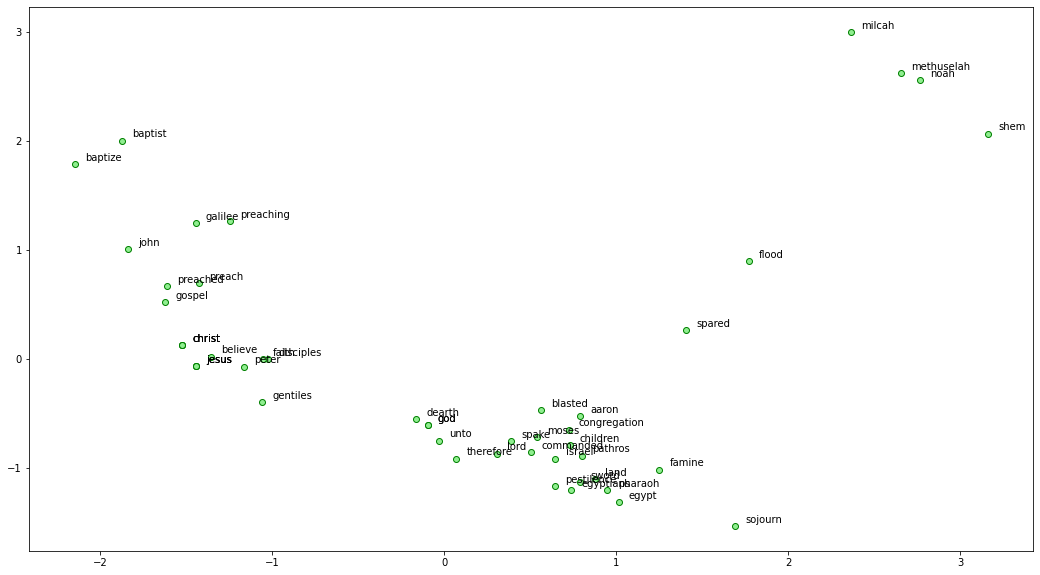 3
milcah
methuselah
noah
2
baptist
shem
baptize
galilee
preaching
1
john
flood
preached
preach
gospel
spared
christ
believe
faith
disciples
0
jesus
peter
gentiles
dearth
god
blasted
aaron
congregation
unto
spake
moses
children
therefore
lord
commanded
israel
pathros
−1
famine
land
sword
pestilence
egyptians
pharaoh
egypt
sojourn
−2
−1
0
1
2
3